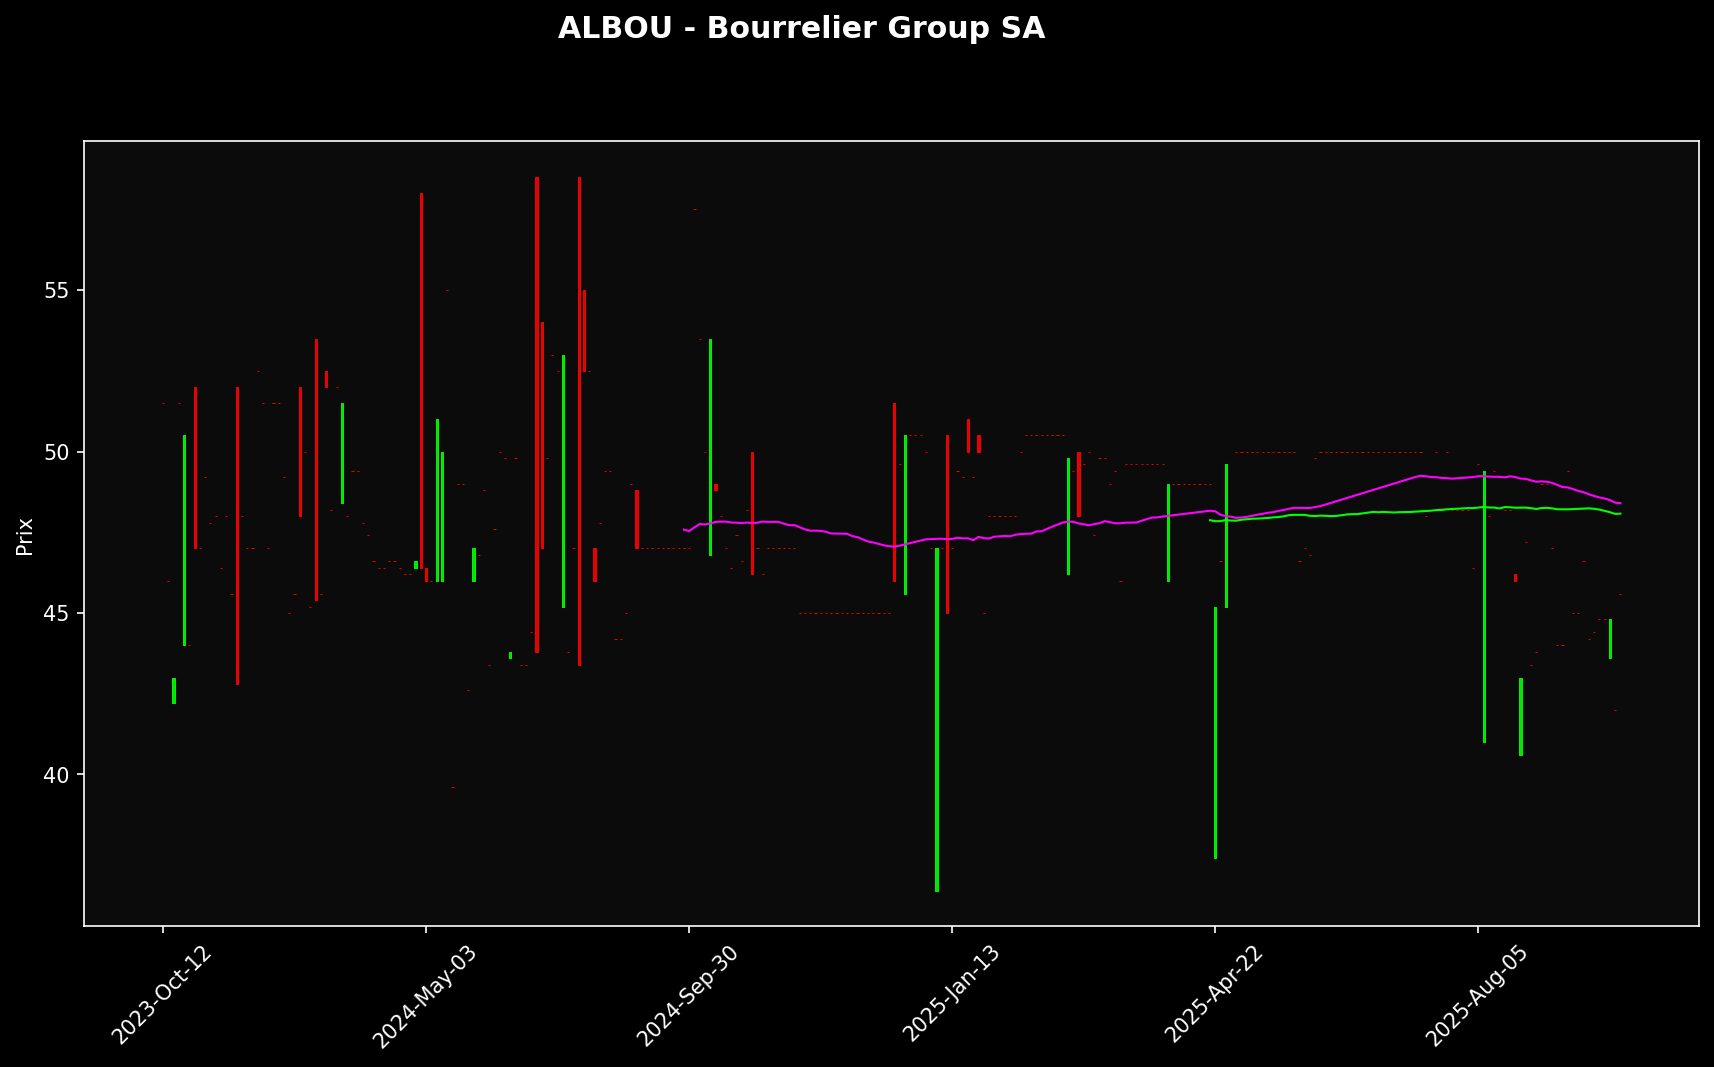 ALBOU - Bourrelier Group SA
Prix
55
50
45
40
2023-Oct-12
2024-May-03
2024-Sep-30
2025-Jan-13
2025-Apr-22
2025-Aug-05